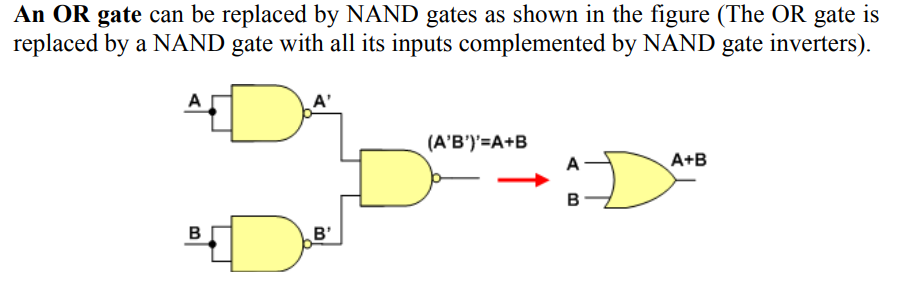 An OR gate can be replaced by NAND gates as shown in the figure (The OR gate is
replaced by a NAND gate with all its inputs complemented by NAND gate inverters).
A
A'
(A'B')'=A+B
A
A+B
B
B
B'